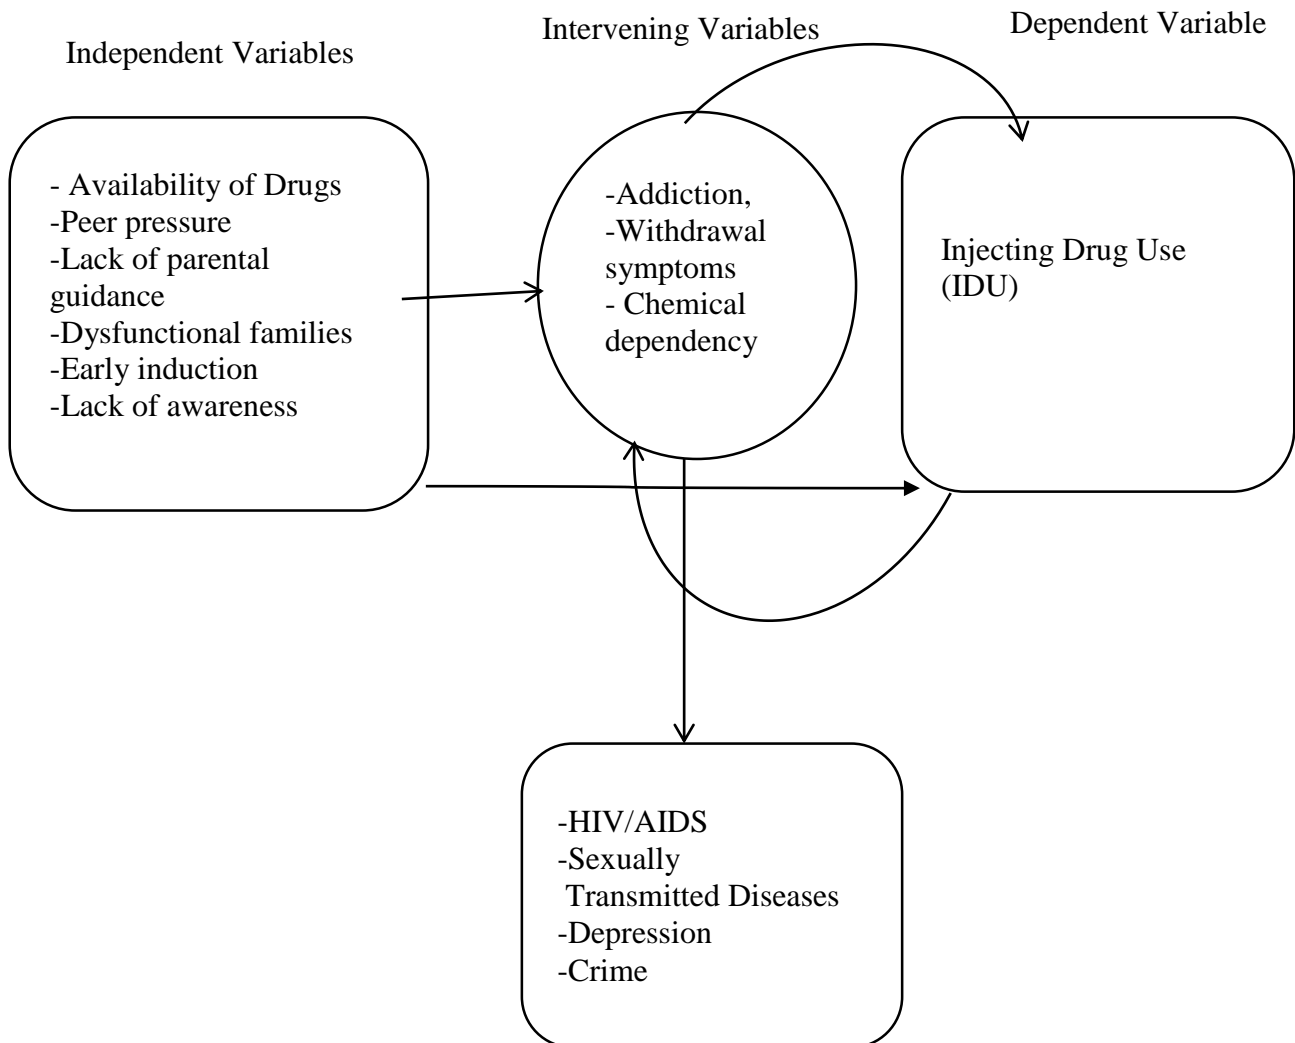 Independent Variables
Intervening Variables
Dependent Variable
- Availability of Drugs
-Peer pressure
-Lack of parental
guidance
-Dysfunctional families
-Early induction
-Lack of awareness
-Addiction,
-Withdrawal
symptoms
- Chemical
dependency
Injecting Drug Use
(IDU)
-HIV/AIDS
-Sexually
Transmitted Diseases
-Depression
-Crime